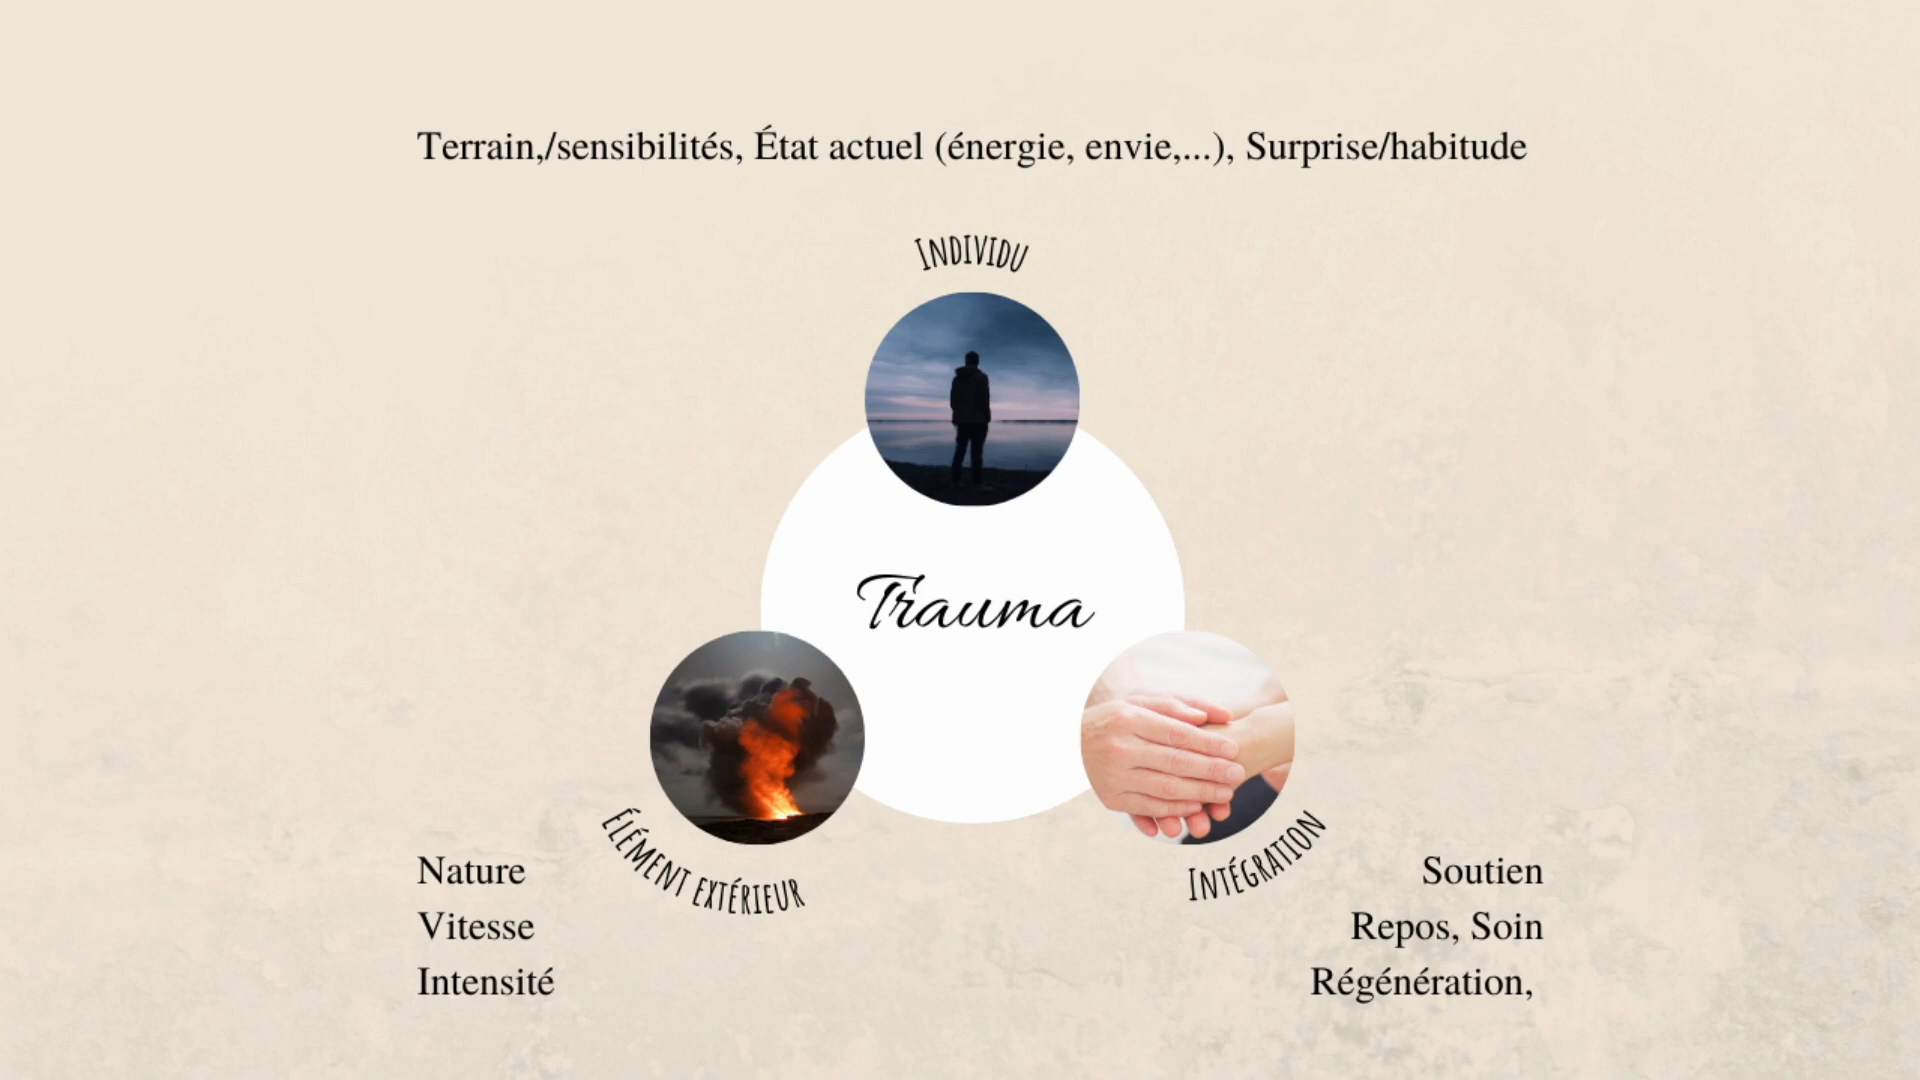 Terrain,/sensibilités, État actuel (énergie, envie,...), Surprise/habitude
Individu
Trauma
Élément extérieur
Intégration
Nature
Vitesse
Intensité
Soutien
Repos, Soin
Régénération,